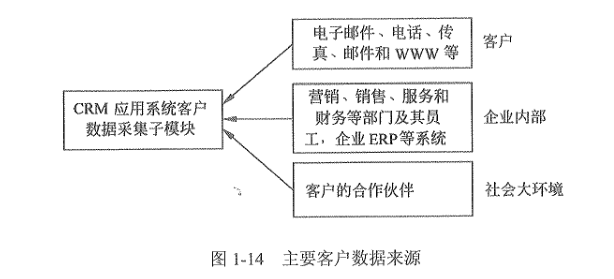 电子邮件、电话、传
真、邮件和 WWW 等
客户
CRM 应用系统客户
数据采集子模块
营销、销售、服务和
财务等部门及其员
工，企业 ERP 等系统
企业内部
客户的合作伙伴
社会大环境
图 1-14 主要客户数据来源